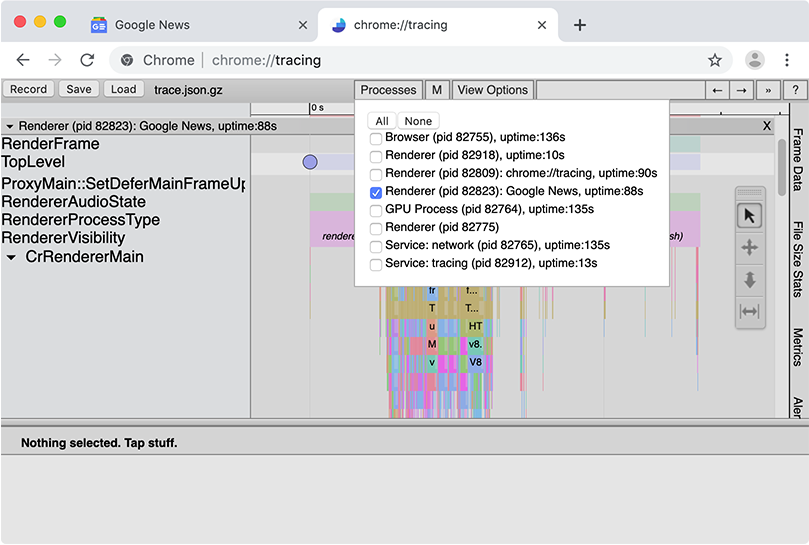 Google News
chrome://tracing
Chrome | chrome://tracing
Record Save Load trace.json.gz Processes M View Options ← → » ?
0 s
Renderer (pid 82823): Google News, uptime:88s X
RenderFrame
TopLevel
ProxyMain::SetDeferMainFrameUp
RendererAudioState
RendererProcessType
RendererVisibility
CrRendererMain
All None
Browser (pid 82755), uptime:136s
Renderer (pid 82918), uptime:10s
Renderer (pid 82809): chrome://tracing, uptime:90s
Renderer (pid 82823): Google News, uptime:88s
GPU Process (pid 82764), uptime:135s
Renderer (pid 82775)
Service: network (pid 82765), uptime:135s
Service: tracing (pid 82912), uptime:13s
rendere
sh)
fr f...
T T...
u HT
M v8.
v V8
Frame Data
File Size Stats
Metrics
Aler
Nothing selected. Tap stuff.